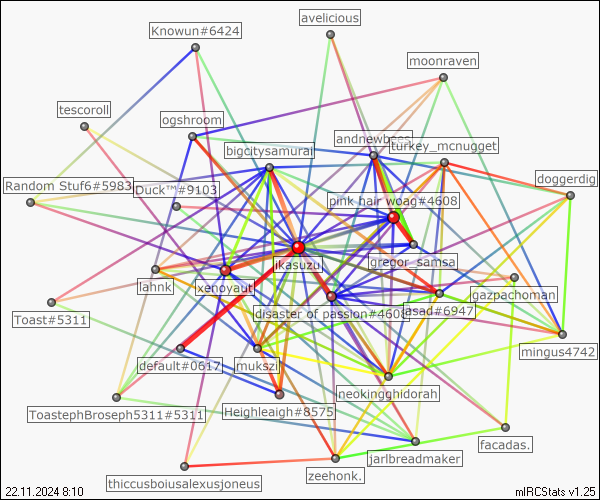 avelicious
Knowun#6424
moonraven
tescoroll
ogshroom
andnewbees
turkey_mcnugget
bigcitysamurai
doggerdig
Random Stuf6#5983
Duck™#9103
pink hair woag#4608
gregor_samsa
ikasuzu
lahnk
xenoyaut
gazpachoman
Toast#5311
disaster of passion#4608
jasad#6947
mingus4742
default#0617
mukszil
neokingghidorah
ToastephBroseph5311#5311
Heighleaigh#8575
facadas.
jarlbreadmaker
zeehonk.
thiccusboiusalexusjoneus
22.11.2024 8:10
mIRCStats v1.25